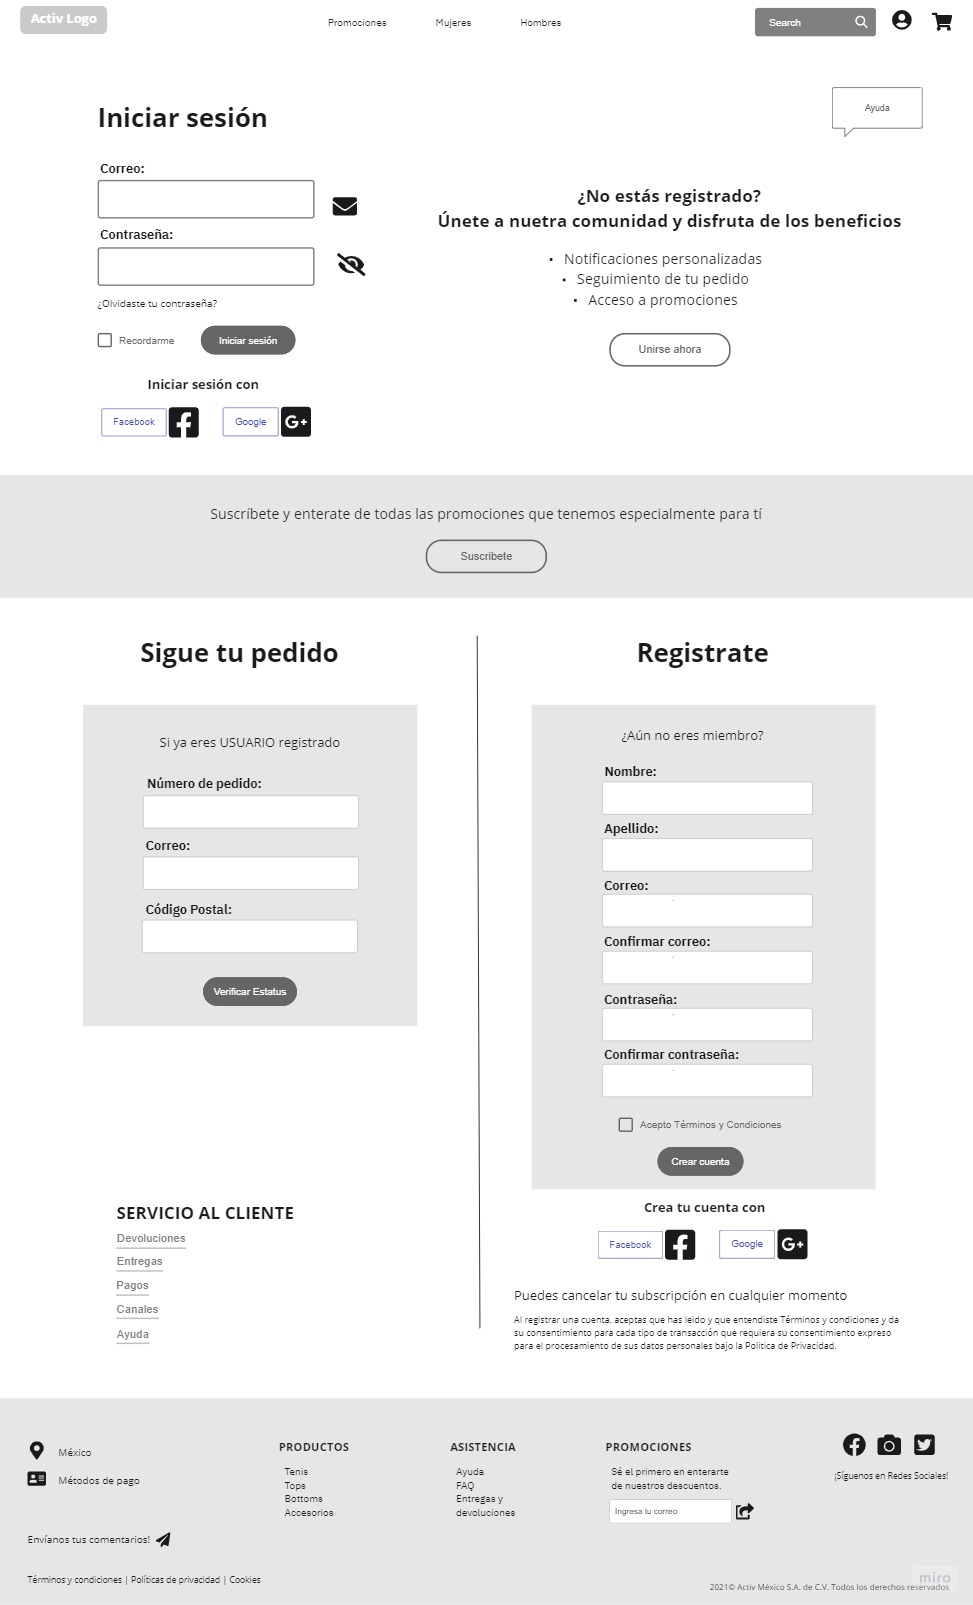 Activ Logo
Promociones
Mujeres
Hombres
Search
Iniciar sesión
Ayuda
Correo:
Contraseña:
¿Olvidaste tu contraseña?
Recordarme
Iniciar sesión
Iniciar sesión con
Facebook
Google
G+
¿No estás registrado?
Únete a nuetra comunidad y disfruta de los beneficios
• Notificaciones personalizadas
• Seguimiento de tu pedido
• Acceso a promociones
Unirse ahora
Suscríbete y enterate de todas las promociones que tenemos especialmente para tí
Suscribete
Sigue tu pedido
Si ya eres USUARIO registrado
Número de pedido:
Correo:
Código Postal:
Verificar Estatus
SERVICIO AL CLIENTE
Devoluciones
Entregas
Pagos
Canales
Ayuda
Registrate
¿Aún no eres miembro?
Nombre:
Apellido:
Correo:
Confirmar correo:
Contraseña:
Confirmar contraseña:
Acepto Términos y Condiciones
Crear cuenta
Crea tu cuenta con
Facebook
Google
G+
Puedes cancelar tu subscripción en cualquier momento
Al registrar una cuenta, aceptas que has leido y que entendiste Términos y condiciones y da
su consentimiento para cada tipo de transacción que requiera su consentimiento expreso
para el procesamiento de sus datos personales bajo la Politica de Privacidad.
México
Métodos de pago
Envíanos tus comentarios!
Términos y condiciones | Políticas de privacidad | Cookies
PRODUCTOS
Tenis
Tops
Bottoms
Accesorios
ASISTENCIA
Ayuda
FAQ
Entregas y
devoluciones
PROMOCIONES
Sé el primero en enterarte
de nuestros descuentos.
Ingresa tu correo
¡Síguenos en Redes Sociales!
miro
2021© Activ México S.A. de C.V. Todos los derechos reservados